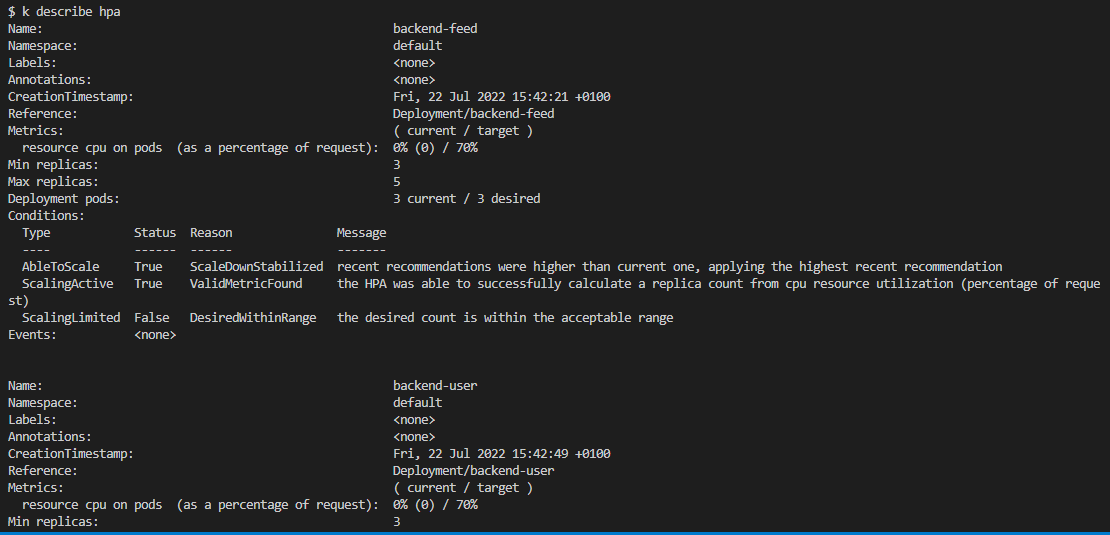 $ k describe hpa
Name:                                                  backend-feed
Namespace:                                             default
Labels:                                                <none>
Annotations:                                           <none>
CreationTimestamp:                                     Fri, 22 Jul 2022 15:42:21 +0100
Reference:                                             Deployment/backend-feed
Metrics:                                               ( current / target )
  resource cpu on pods  (as a percentage of request):  0% (0) / 70%
Min replicas:                                          3
Max replicas:                                          5
Deployment pods:                                       3 current / 3 desired
Conditions:
  Type            Status  Reason               Message
  ----            ------  ------               -------
  AbleToScale     True    ScaleDownStabilized  recent recommendations were higher than current one, applying the highest recent recommendation
  ScalingActive   True    ValidMetricFound     the HPA was able to successfully calculate a replica count from cpu resource utilization (percentage of reque
st)
  ScalingLimited  False   DesiredWithinRange   the desired count is within the acceptable range
Events:           <none>
Name:                                                  backend-user
Namespace:                                             default
Labels:                                                <none>
Annotations:                                           <none>
CreationTimestamp:                                     Fri, 22 Jul 2022 15:42:49 +0100
Reference:                                             Deployment/backend-user
Metrics:                                               ( current / target )
  resource cpu on pods  (as a percentage of request):  0% (0) / 70%
Min replicas:                                          3